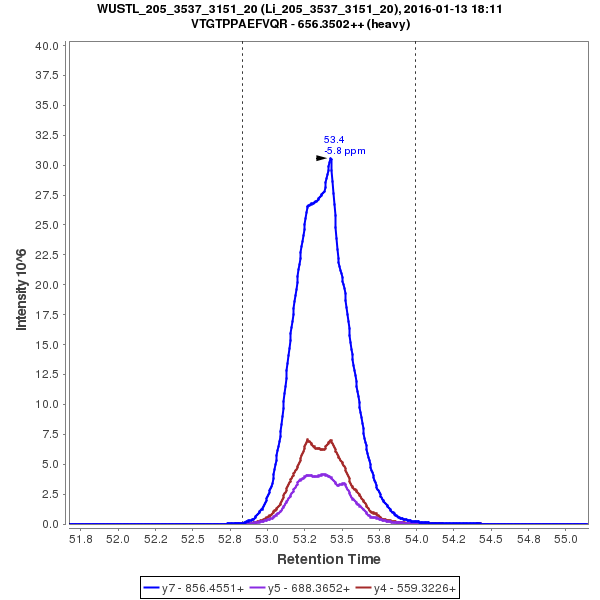 WUSTL_205_3537_3151_20 (Li_205_3537_3151_20), 2016-01-13 18:11
VTGTPPAEFVQR - 656.3502++ (heavy)
40.0
37.5
35.0
32.5
30.0
27.5
25.0
22.5
20.0
17.5
15.0
12.5
10.0
7.5
5.0
2.5
0.0
Intensity 10^6
53.4
-5.8 ppm
51.8 52.0 52.2 52.4 52.6 52.8 53.0 53.2 53.4 53.5 53.6 53.8 54.0 54.2 54.4 54.5 54.6 54.8 55.0
Retention Time
y7 - 856.4551+ y5 - 688.3652+ y4 - 559.3226+